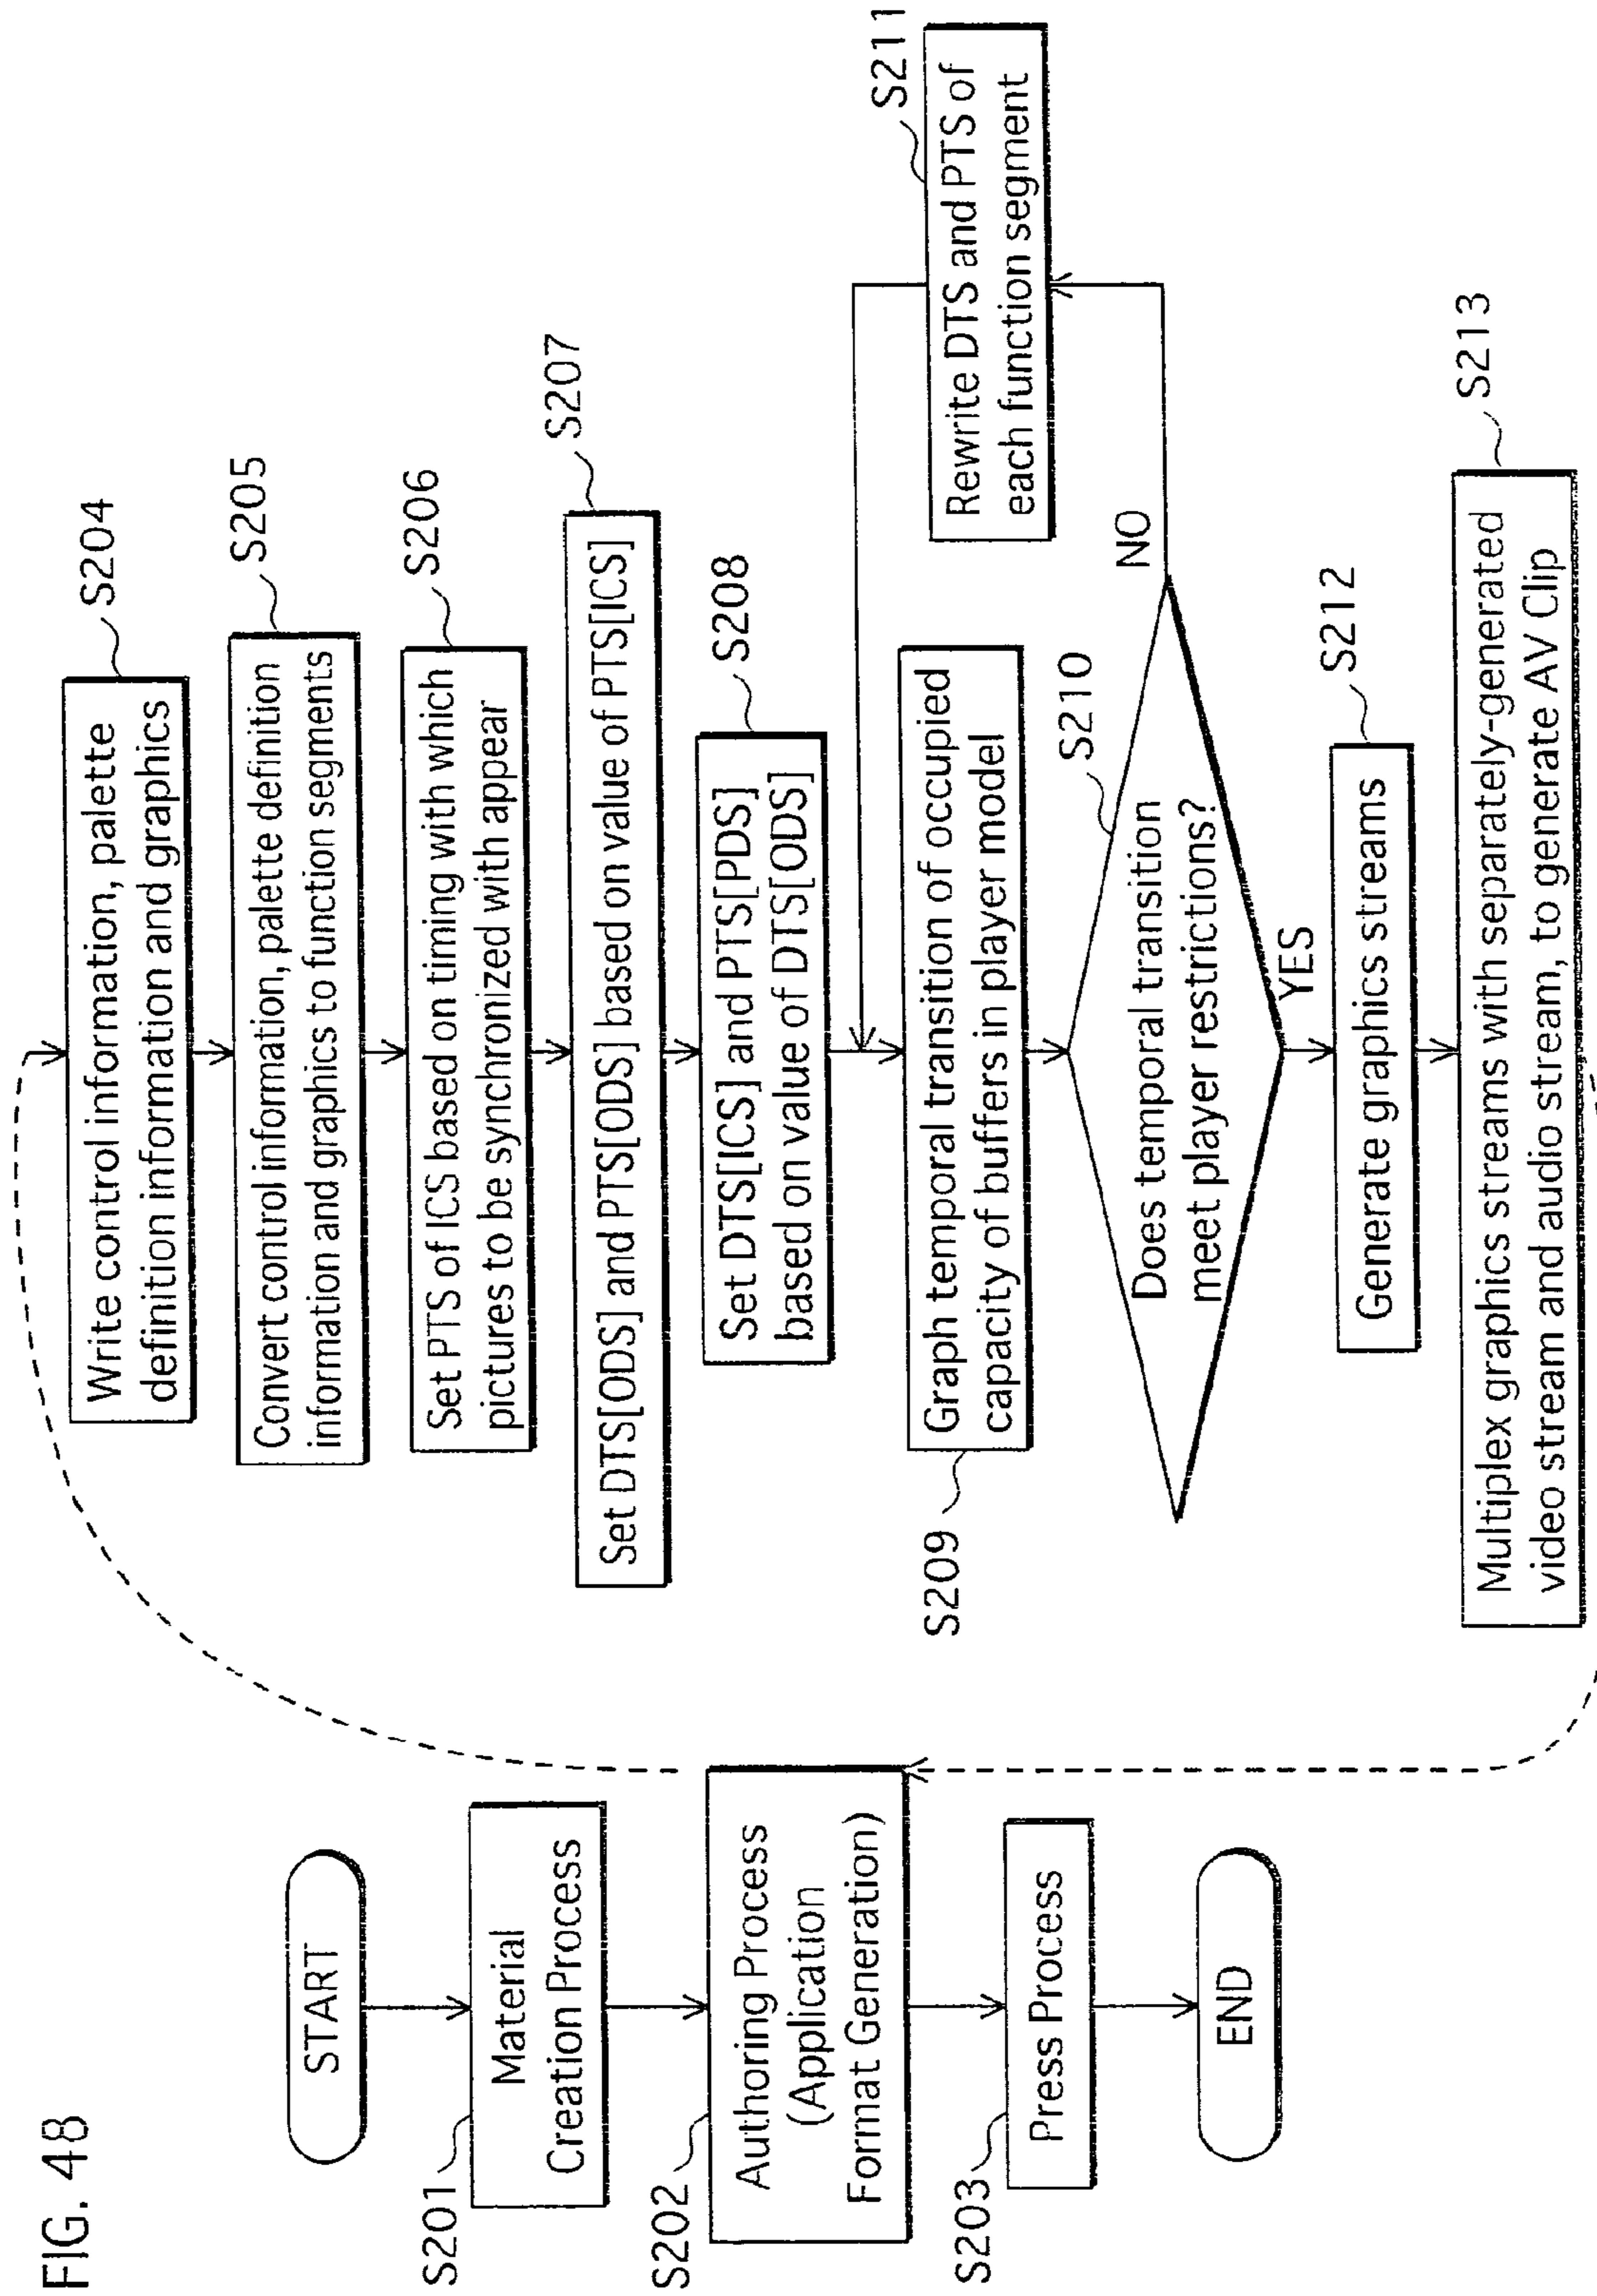 FIG. 48
START
S201
Material
Creation Process
S202
Authoring Process
(Application
Format Generation)
S203
Press Process
END
S204
Write control information, palette
definition information and graphics
S205
Convert control information, palette definition
information and graphics to function segments
S206
Set PTS of ICS based on timing with which
pictures to be synchronized with appear
S207
Set DTS[ODS] and PTS[ODS] based on value of PTS[ICS]
S208
Set DTS[ICS] and PTS[PDS]
based on value of DTS[ODS]
S209
Graph temporal transition of occupied
capacity of buffers in player model
S210
Does temporal transition
meet player restrictions?
NO
S211
Rewrite DTS and PTS of
each function segment
YES
S212
Generate graphics streams
S213
Multiplex graphics streams with separately-generated
video stream and audio stream, to generate AV Clip